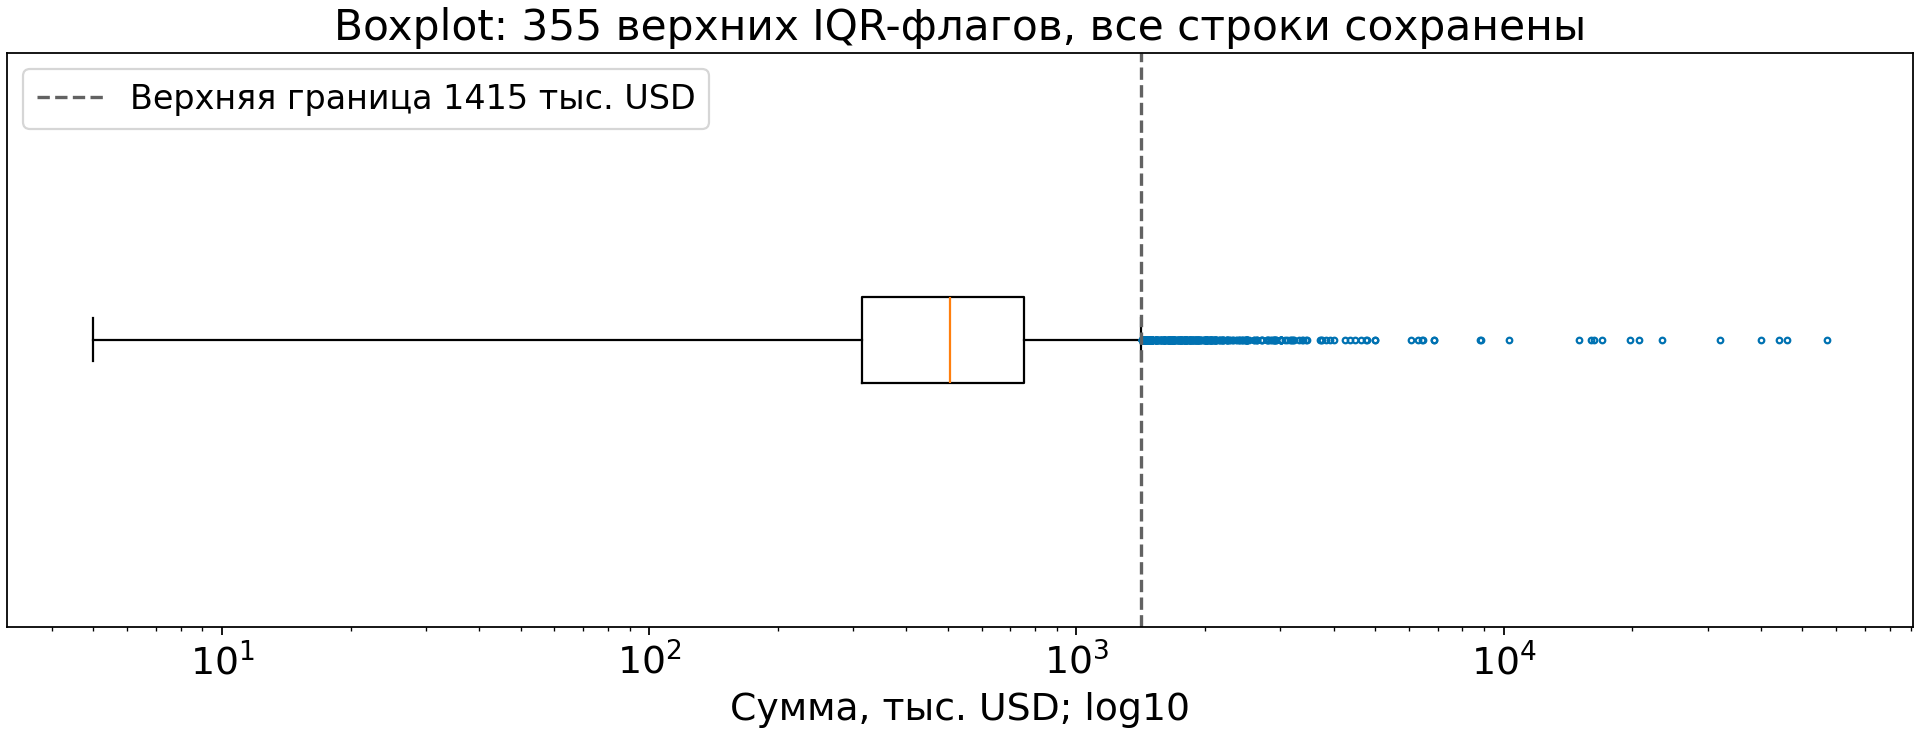 Boxplot: 355 верхних IQR-флагов, все строки сохранены
Верхняя граница 1415 тыс. USD
10¹ 10² 10³ 10⁴
Сумма, тыс. USD; log10